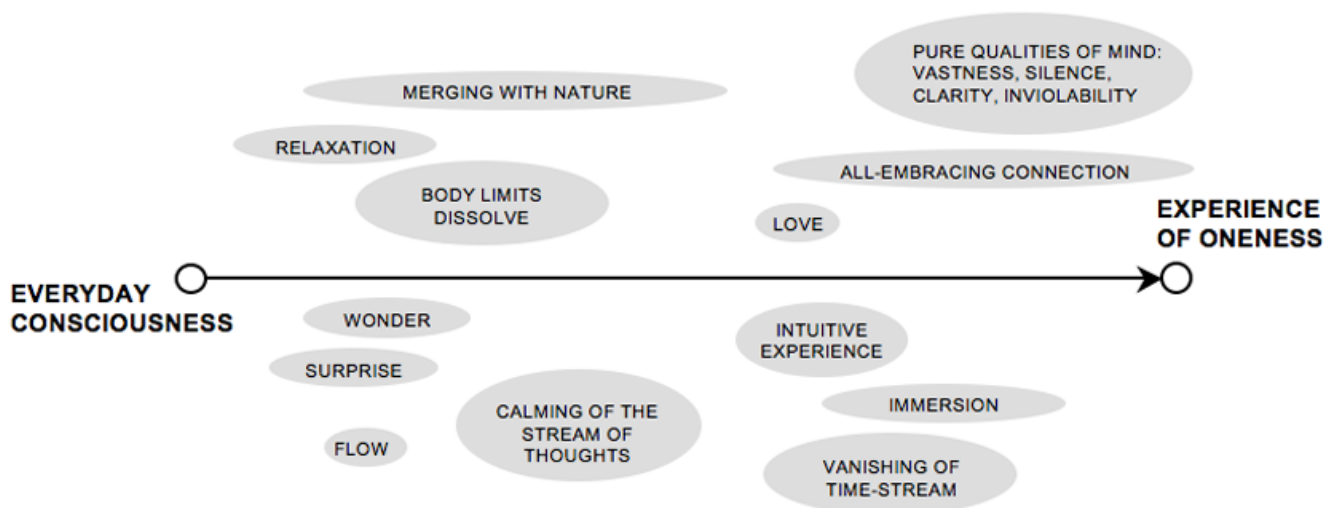 PURE QUALITIES OF MIND:
VASTNESS, SILENCE,
CLARITY, INVIOLABILITY
MERGING WITH NATURE
RELAXATION
ALL-EMBRACING CONNECTION
BODY LIMITS
DISSOLVE
LOVE
EXPERIENCE
OF ONENESS
EVERYDAY
CONSCIOUSNESS
WONDER
INTUITIVE
EXPERIENCE
SURPRISE
IMMERSION
CALMING OF THE
STREAM OF
THOUGHTS
FLOW
VANISHING OF
TIME-STREAM